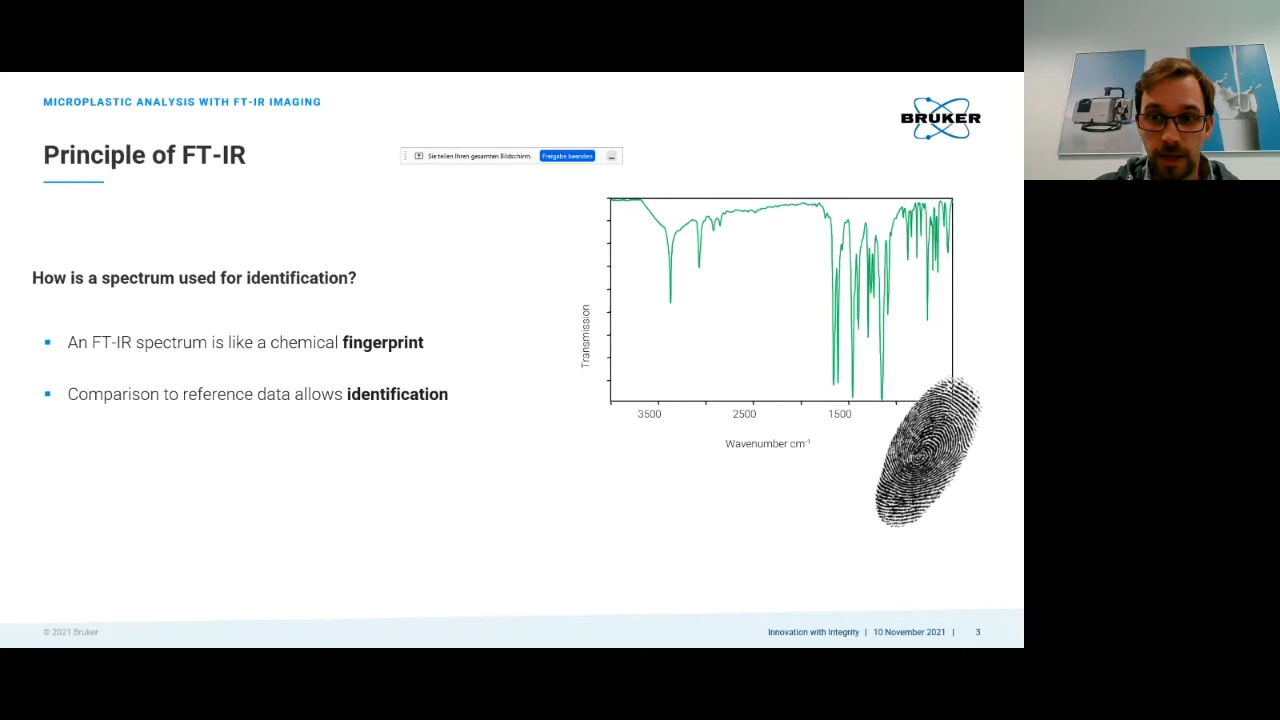 MICROPLASTIC ANALYSIS WITH FT-IR IMAGING
BRUKER
Principle of FT-IR
Sie teilen Ihren gesamten Bildschirm. Freigabe beenden
How is a spectrum used for identification?
An FT-IR spectrum is like a chemical fingerprint
Comparison to reference data allows identification
Transmission
3500 2500 1500
Wavenumber cm-1
© 2021 Bruker
Innovation with Integrity | 10 November 2021 | 3